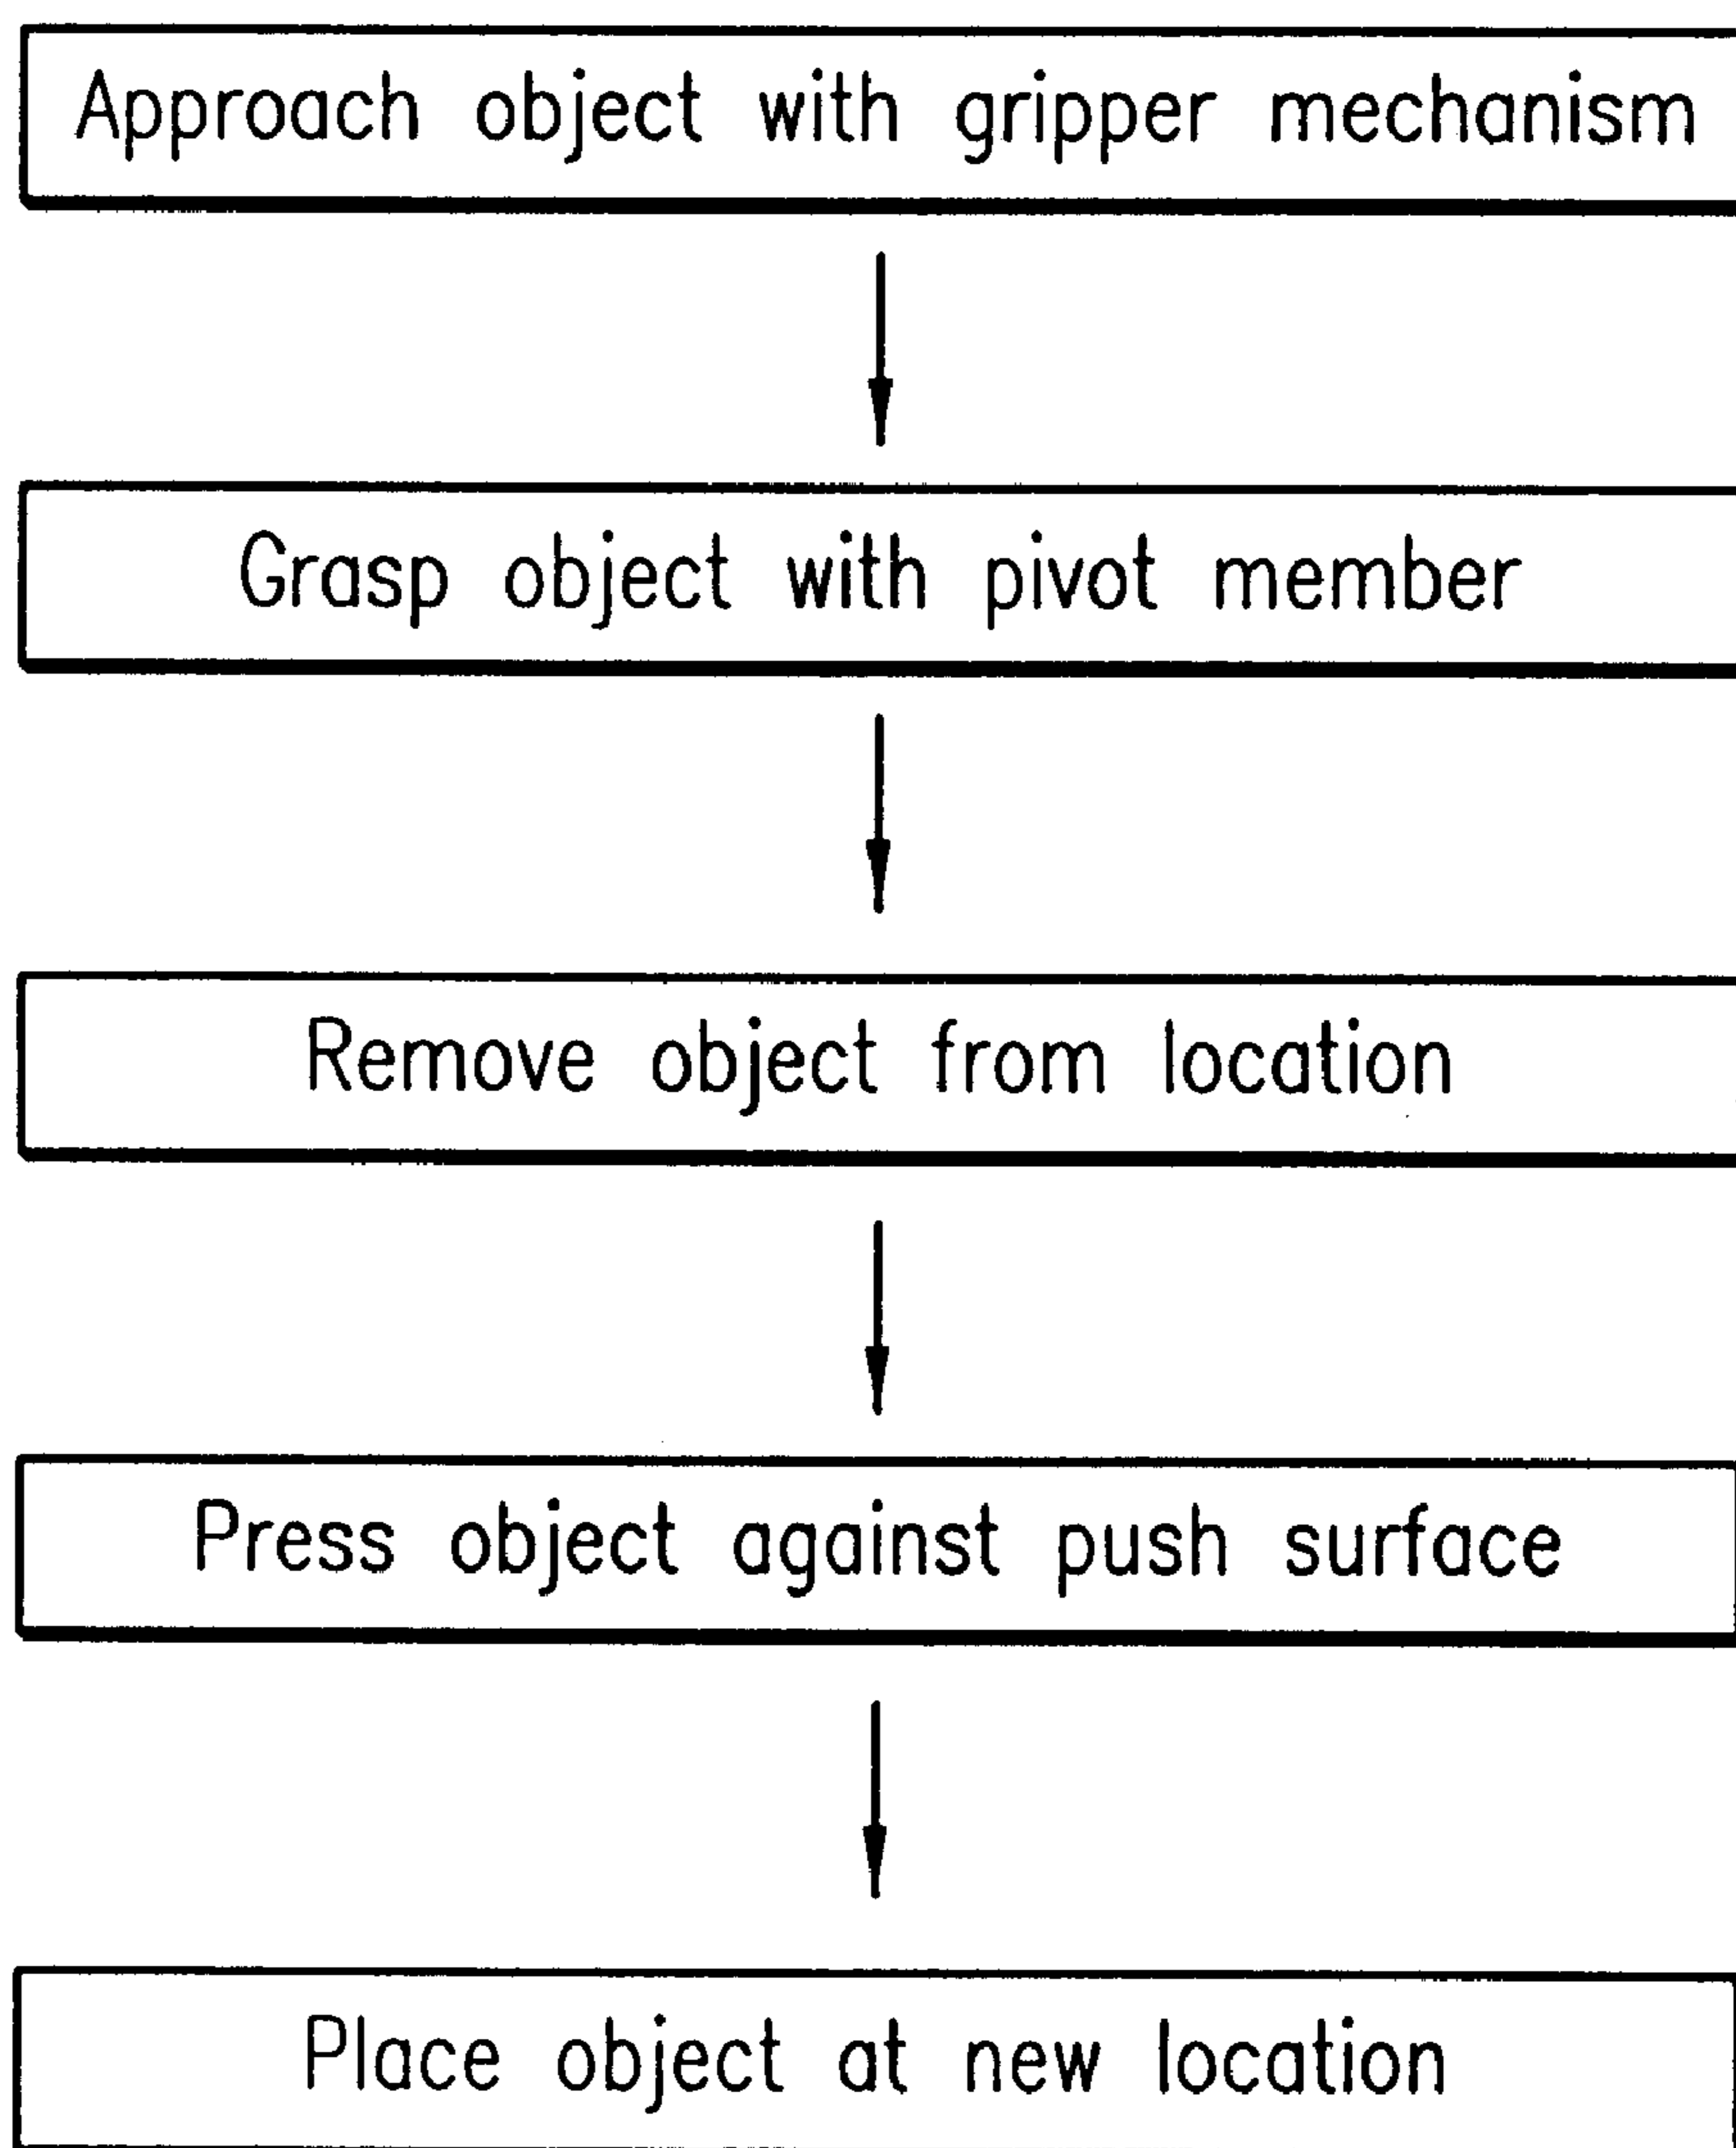 Approach object with gripper mechanism
Grasp object with pivot member
Remove object from location
Press object against push surface
Place object at new location